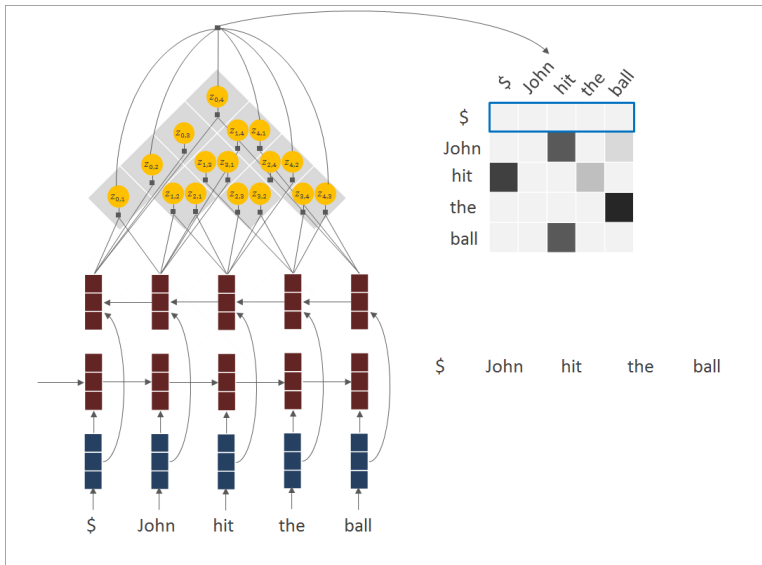 $ John hit the ball
z0,4
z0,3 z1,4 z4,1
z0,2 z1,3 z3,1 z2,4 z4,2
z0,1 z1,2 z2,1 z2,3 z3,2 z3,4 z4,3
$
John
hit
the
ball
$ John hit the ball
$ John hit the ball